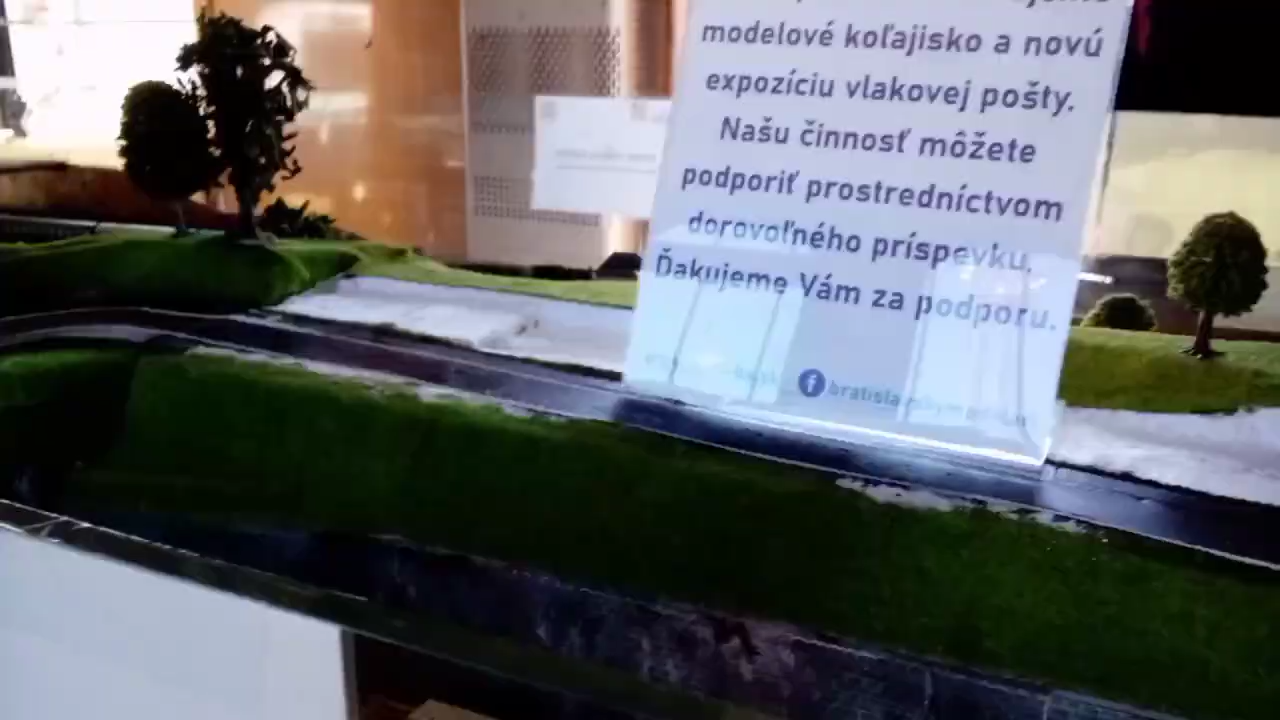 modelové koľajisko a novú
expozíciu vlakovej pošty.
Našu činnosť môžete
podporiť prostredníctvom
dorovoľného príspevku.
Ďakujeme Vám za podporu.